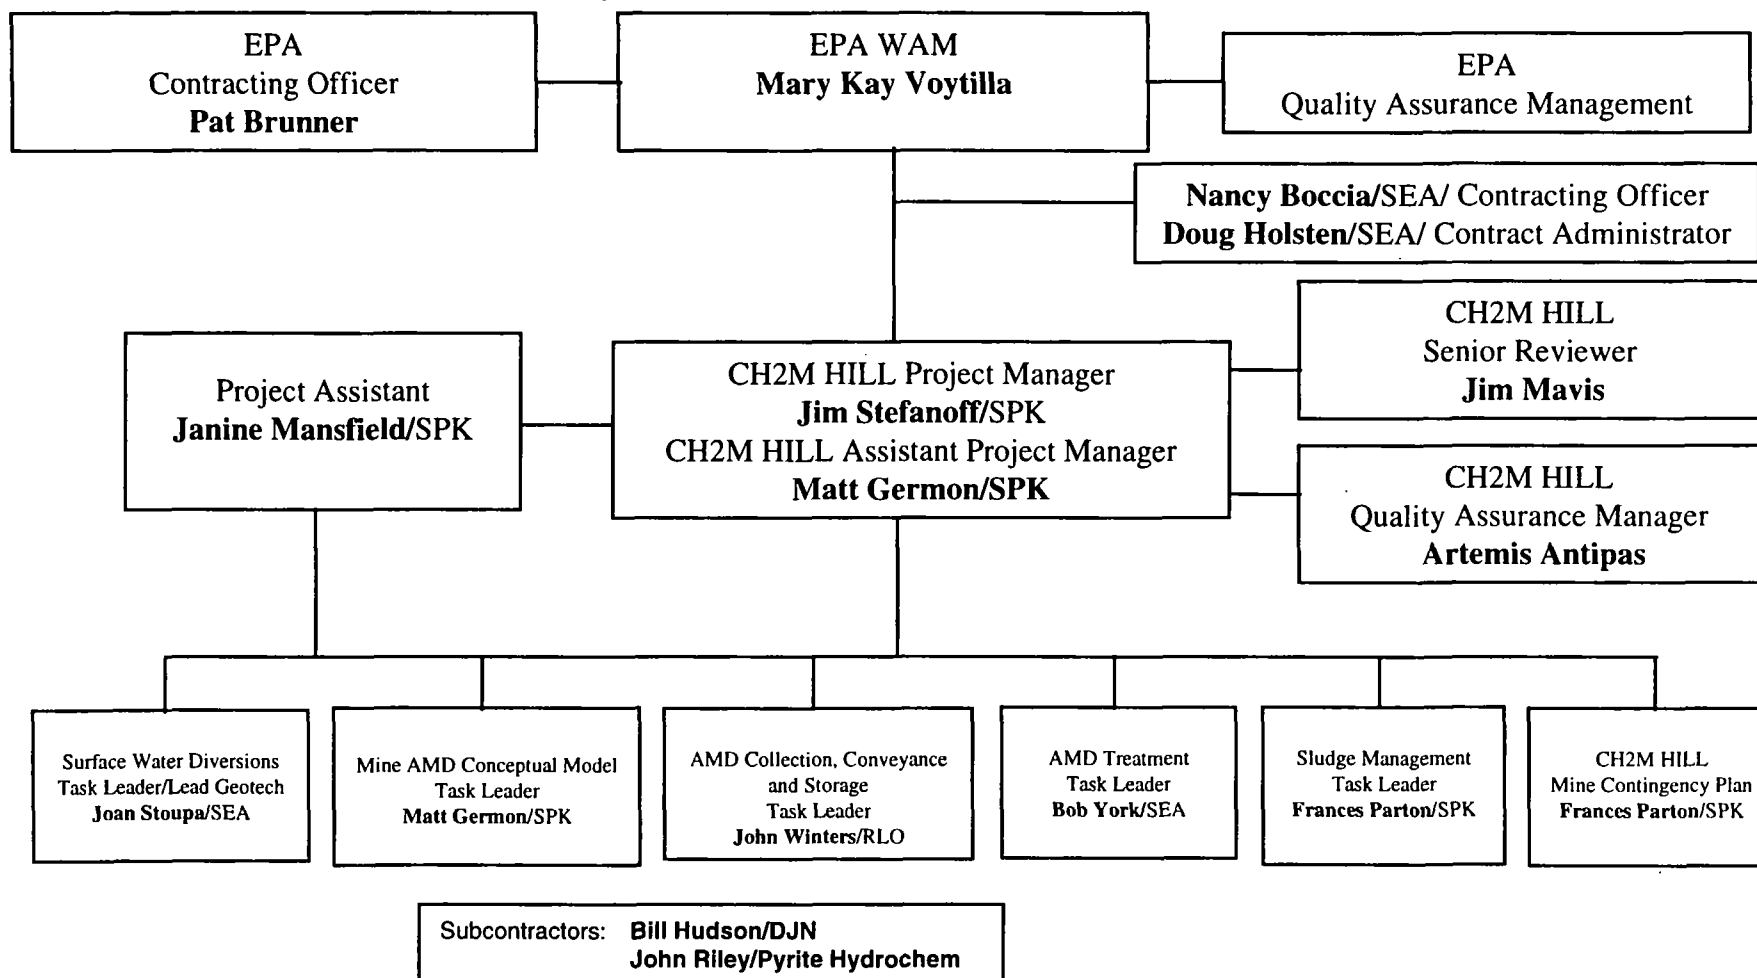 EPA
Contracting Officer
Pat Brunner
EPA WAM
Mary Kay Voytilla
EPA
Quality Assurance Management
Nancy Boccia/SEA/ Contracting Officer
Doug Holsten/SEA/ Contract Administrator
Project Assistant
Janine Mansfield/SPK
CH2M HILL Project Manager
Jim Stefanoff/SPK
CH2M HILL Assistant Project Manager
Matt Germon/SPK
CH2M HILL
Senior Reviewer
Jim Mavis
CH2M HILL
Quality Assurance Manager
Artemis Antipas
Surface Water Diversions
Task Leader/Lead Geotech
Joan Stoupa/SEA
Mine AMD Conceptual Model
Task Leader
Matt Germon/SPK
AMD Collection, Conveyance
and Storage
Task Leader
John Winters/RLO
AMD Treatment
Task Leader
Bob York/SEA
Sludge Management
Task Leader
Frances Parton/SPK
CH2M HILL
Mine Contingency Plan
Frances Parton/SPK
Subcontractors: Bill Hudson/DJN
John Riley/Pyrite Hydrochem